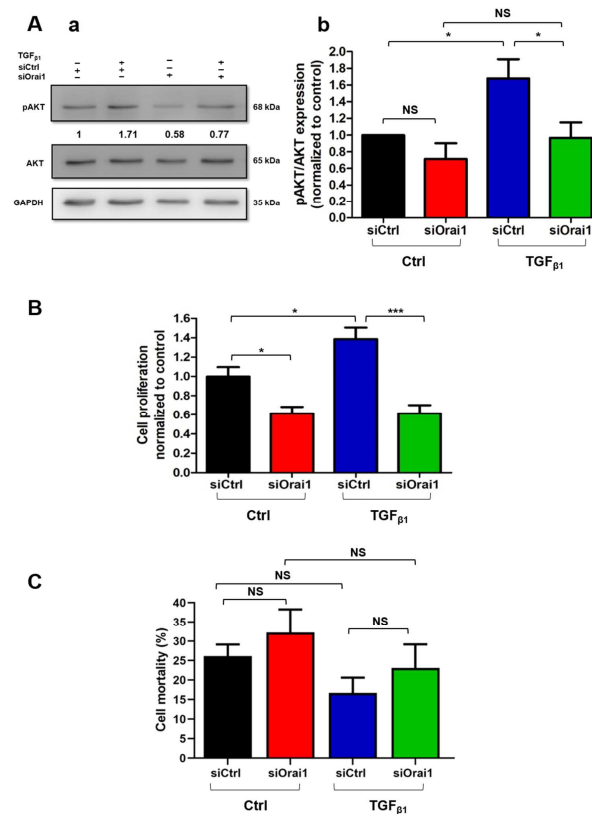 A a
TGFβ1 – + – +
siCtrl + + – –
siOrai1 – – + +
pAKT 68 kDa
1 1.71 0.58 0.77
AKT 65 kDa
GAPDH 35 kDa
b
NS
* *
NS
pAKT/AKT expression
(normalized to control)
2.0
1.8
1.6
1.4
1.2
1.0
0.8
0.6
0.4
0.2
0.0
siCtrl siOrai1 siCtrl siOrai1
Ctrl TGFβ1
B
* ***
*
Cell proliferation
normalized to control
1.6
1.4
1.2
1.0
0.8
0.6
0.4
0.2
0.0
siCtrl siOrai1 siCtrl siOrai1
Ctrl TGFβ1
C
NS
NS
NS
NS
Cell mortality (%)
40
35
30
25
20
15
10
5
0
siCtrl siOrai1 siCtrl siOrai1
Ctrl TGFβ1